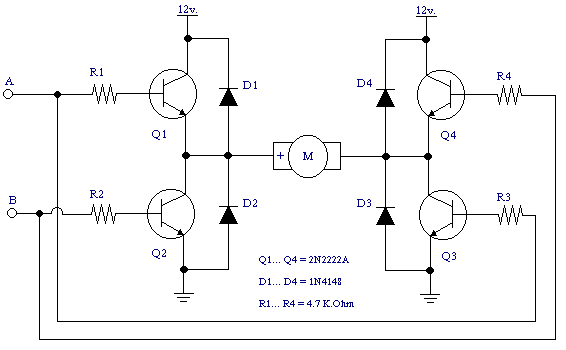 12v.
12v.
R1
D1
D4
R4
A
Q1
Q4
+ M
B
R2
D2
D3
R3
Q2
Q3
Q1... Q4 = 2N2222A
D1... D4 = 1N4148
R1... R4 = 4.7 K.Ohm